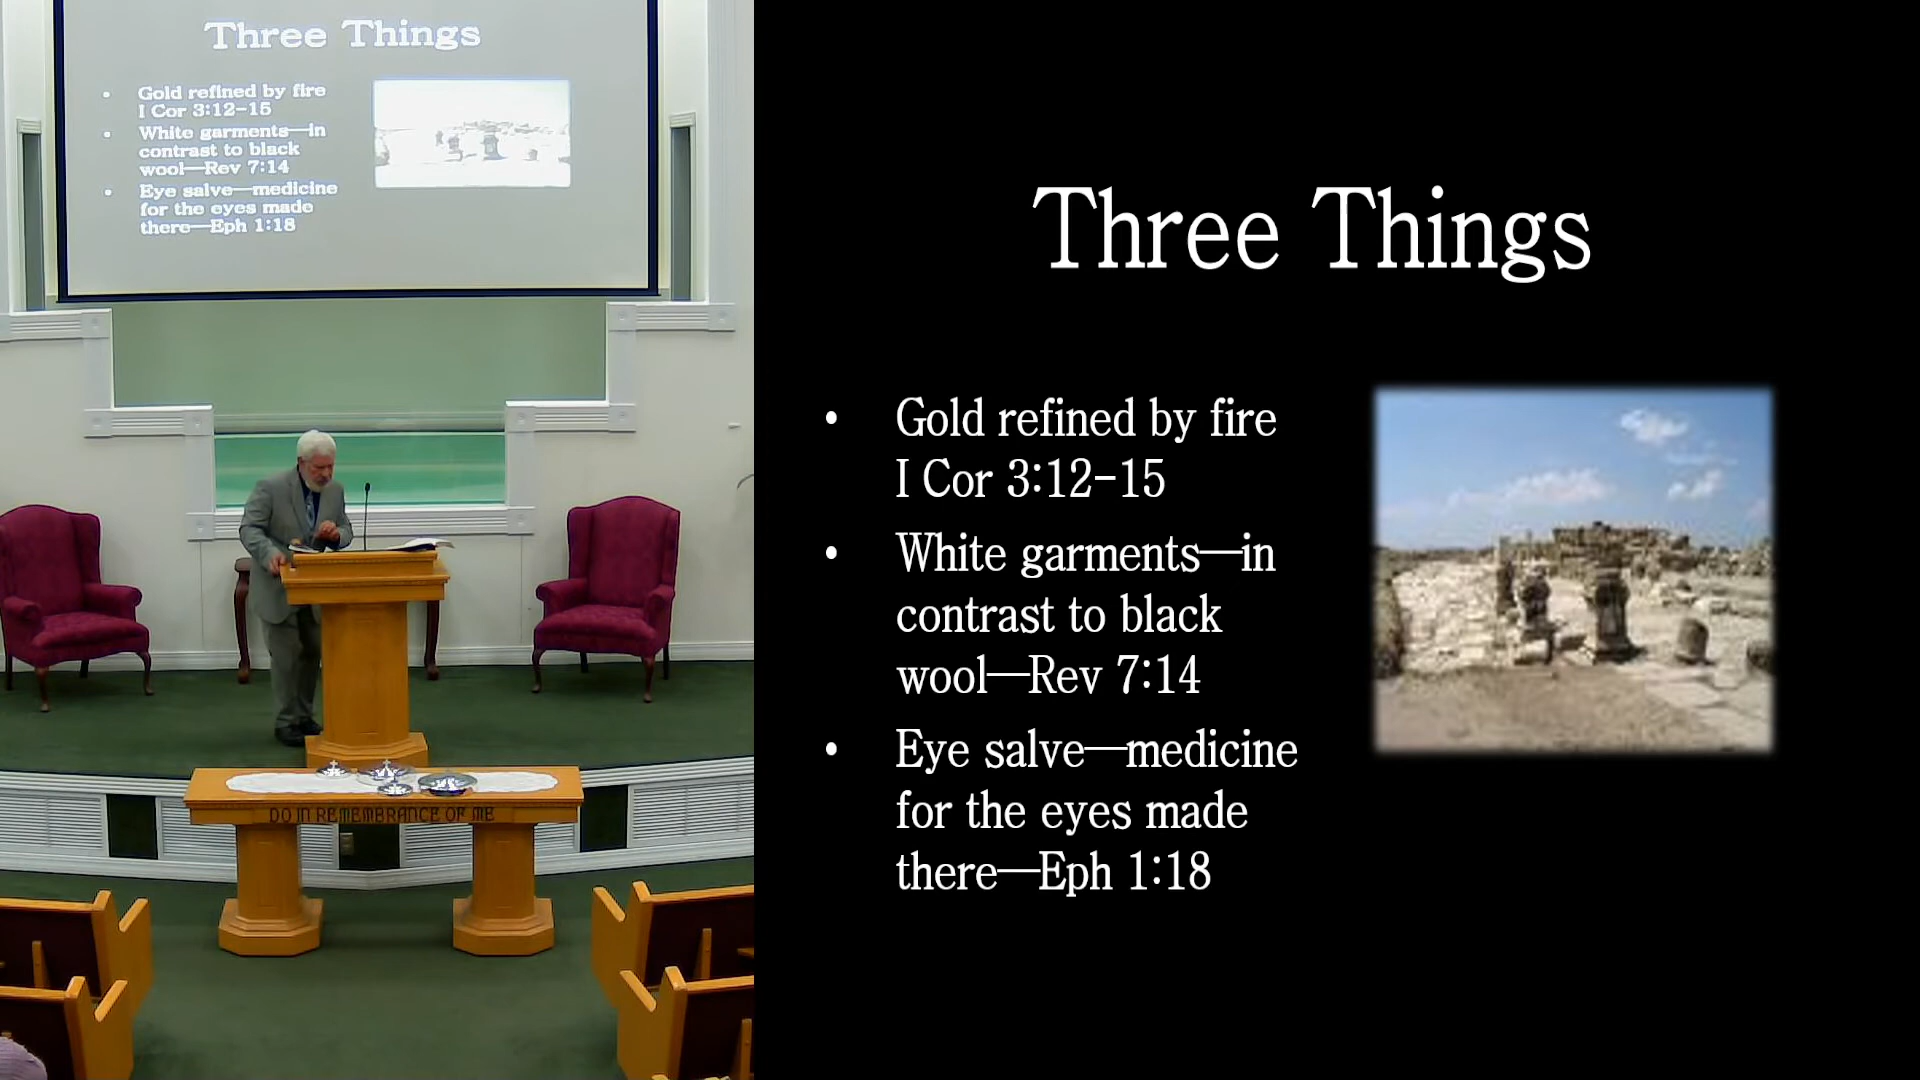 Three Things
• Gold refined by fire
I Cor 3:12-15
• White garments—in
contrast to black
wool—Rev 7:14
• Eye salve—medicine
for the eyes made
there—Eph 1:18
DO IN REMEMBRANCE OF ME
Three Things
• Gold refined by fire
I Cor 3:12-15
• White garments—in
contrast to black
wool—Rev 7:14
• Eye salve—medicine
for the eyes made
there—Eph 1:18